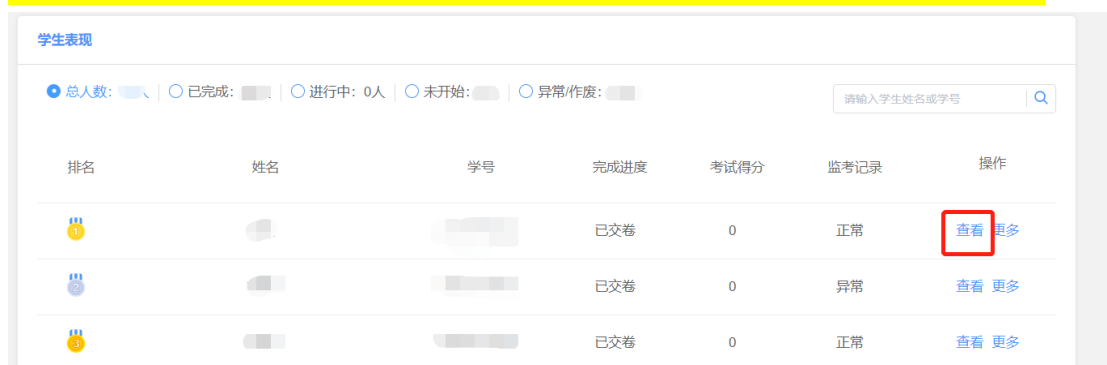 学生表现
总人数: 已完成: 进行中: 0人 未开始: 异常/作废:
请输入学生姓名或学号
排名 姓名 学号 完成进度 考试得分 监考记录 操作
1 已交卷 0 正常 查看 更多
2 已交卷 0 异常 查看 更多
3 已交卷 0 正常 查看 更多